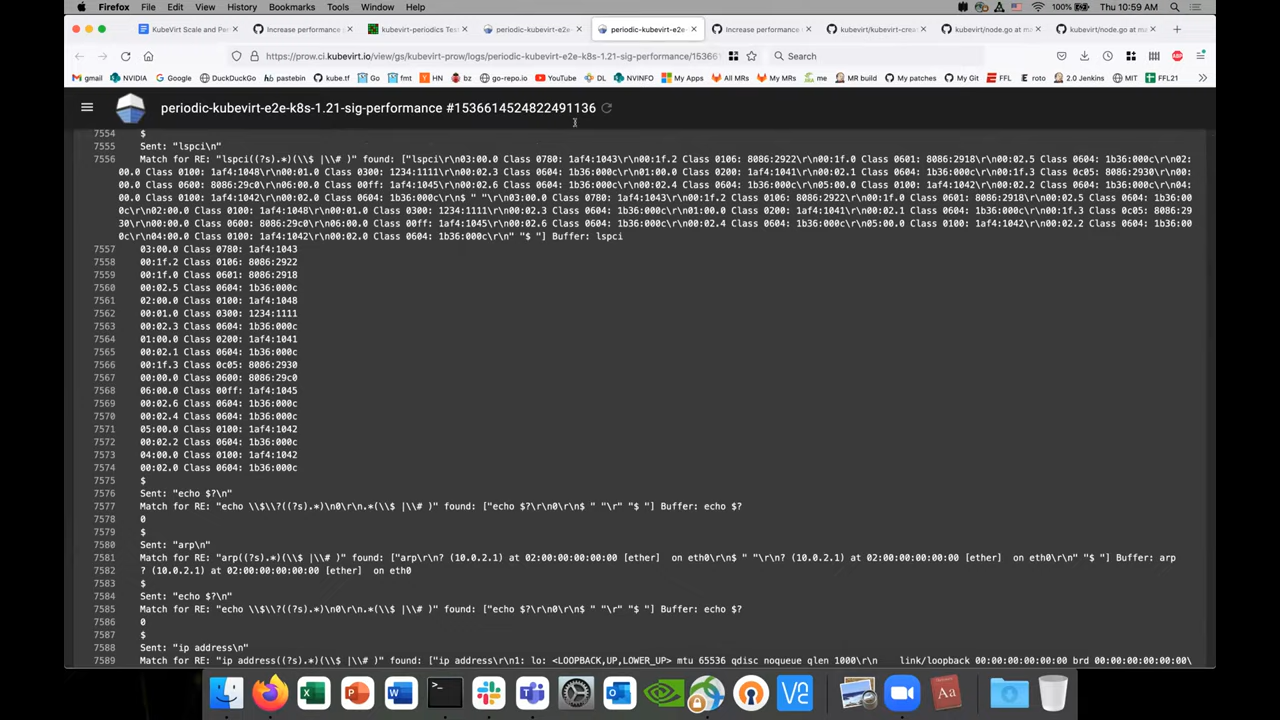 Firefox File Edit View History Bookmarks Tools Window Help 100% Thu 10:59 AM
KubeVirt Scale and Per Increase performance kubevirt-periodics Test periodic-kubevirt-e2e- periodic-kubevirt-e2e- Increase performance kubevirt/kubevirt-crea kubevirt/node.go at ma kubevirt/node.go at ma
https://prow.ci.kubevirt.io/view/gs/kubevirt-prow/logs/periodic-kubevirt-e2e-k8s-1.21-sig-performance/15366 Search
gmail NVIDIA Google DuckDuckGo pastebin kube.tf Go fmt HN bz go-repo.io YouTube DL NVINFO My Apps All MRs My MRs me MR build My patches My Git FFL 2.0 Jenkins MIT FFL21
periodic-kubevirt-e2e-k8s-1.21-sig-performance #1536614524822491136
7554 $
7555 Sent: "lspci\n"
7556 Match for RE: "lspci((?s).*)(\\$ |\\# )" found: ["lspci\r\n03:00.0 Class 0780: 1af4:1043\r\n00:1f.2 Class 0106: 8086:2922\r\n00:1f.0 Class 0601: 8086:2918\r\n00:02.5 Class 0604: 1b36:000c\r\n02:
00.0 Class 0100: 1af4:1048\r\n00:01.0 Class 0300: 1234:1111\r\n00:02.3 Class 0604: 1b36:000c\r\n01:00.0 Class 0200: 1af4:1041\r\n00:02.1 Class 0604: 1b36:000c\r\n00:1f.3 Class 0c05: 8086:2930\r\n00:
00.0 Class 0600: 8086:29c0\r\n06:00.0 Class 00ff: 1af4:1045\r\n00:02.6 Class 0604: 1b36:000c\r\n00:02.4 Class 0604: 1b36:000c\r\n05:00.0 Class 0100: 1af4:1042\r\n00:02.2 Class 0604: 1b36:000c\r\n04:
00.0 Class 0100: 1af4:1042\r\n00:02.0 Class 0604: 1b36:000c\r\n$ " "\r\n03:00.0 Class 0780: 1af4:1043\r\n00:1f.2 Class 0106: 8086:2922\r\n00:1f.0 Class 0601: 8086:2918\r\n00:02.5 Class 0604: 1b36:00
0c\r\n02:00.0 Class 0100: 1af4:1048\r\n00:01.0 Class 0300: 1234:1111\r\n00:02.3 Class 0604: 1b36:000c\r\n01:00.0 Class 0200: 1af4:1041\r\n00:02.1 Class 0604: 1b36:000c\r\n00:1f.3 Class 0c05: 8086:29
30\r\n00:00.0 Class 0600: 8086:29c0\r\n06:00.0 Class 00ff: 1af4:1045\r\n00:02.6 Class 0604: 1b36:000c\r\n00:02.4 Class 0604: 1b36:000c\r\n05:00.0 Class 0100: 1af4:1042\r\n00:02.2 Class 0604: 1b36:00
0c\r\n04:00.0 Class 0100: 1af4:1042\r\n00:02.0 Class 0604: 1b36:000c\r\n" "$ "] Buffer: lspci
7557 03:00.0 Class 0780: 1af4:1043
7558 00:1f.2 Class 0106: 8086:2922
7559 00:1f.0 Class 0601: 8086:2918
7560 00:02.5 Class 0604: 1b36:000c
7561 02:00.0 Class 0100: 1af4:1048
7562 00:01.0 Class 0300: 1234:1111
7563 00:02.3 Class 0604: 1b36:000c
7564 01:00.0 Class 0200: 1af4:1041
7565 00:02.1 Class 0604: 1b36:000c
7566 00:1f.3 Class 0c05: 8086:2930
7567 00:00.0 Class 0600: 8086:29c0
7568 06:00.0 Class 00ff: 1af4:1045
7569 00:02.6 Class 0604: 1b36:000c
7570 00:02.4 Class 0604: 1b36:000c
7571 05:00.0 Class 0100: 1af4:1042
7572 00:02.2 Class 0604: 1b36:000c
7573 04:00.0 Class 0100: 1af4:1042
7574 00:02.0 Class 0604: 1b36:000c
7575 $
7576 Sent: "echo $?\n"
7577 Match for RE: "echo \\$\\?((?s).*)\n0\r\n.*(\\$ |\\# )" found: ["echo $?\r\n0\r\n$ " "\r" "$ "] Buffer: echo $?
7578 0
7579 $
7580 Sent: "arp\n"
7581 Match for RE: "arp((?s).*)(\\$ |\\# )" found: ["arp\r\n? (10.0.2.1) at 02:00:00:00:00:00 [ether]  on eth0\r\n$ " "\r\n? (10.0.2.1) at 02:00:00:00:00:00 [ether]  on eth0\r\n" "$ "] Buffer: arp
7582 ? (10.0.2.1) at 02:00:00:00:00:00 [ether]  on eth0
7583 $
7584 Sent: "echo $?\n"
7585 Match for RE: "echo \\$\\?((?s).*)\n0\r\n.*(\\$ |\\# )" found: ["echo $?\r\n0\r\n$ " "\r" "$ "] Buffer: echo $?
7586 0
7587 $
7588 Sent: "ip address\n"
7589 Match for RE: "ip address((?s).*)(\\$ |\\# )" found: ["ip address\r\n1: lo: <LOOPBACK,UP,LOWER_UP> mtu 65536 qdisc noqueue qlen 1000\r\n    link/loopback 00:00:00:00:00:00 brd 00:00:00:00:00:00\